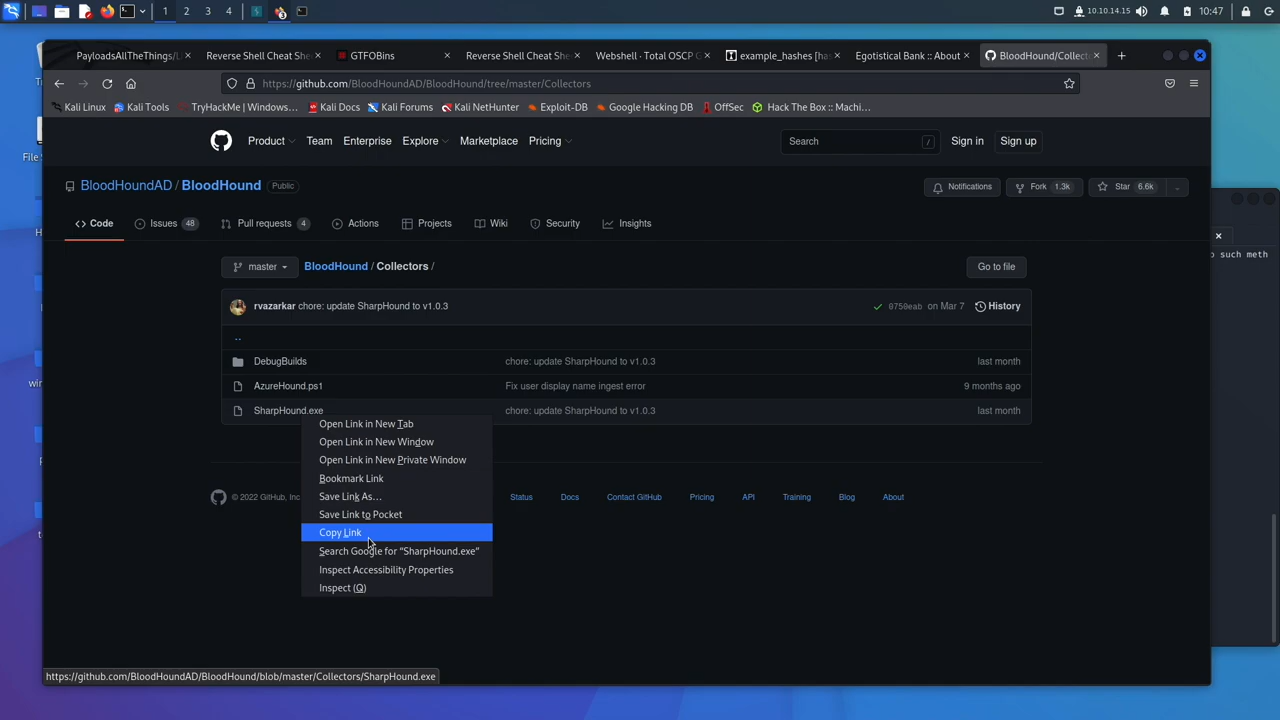 1 2 3 4 10.10.14.15 10:47
PayloadsAllTheThings/L Reverse Shell Cheat She GTFOBins Reverse Shell Cheat She Webshell - Total OSCP G example_hashes [has Egotistical Bank :: About BloodHound/Collecto
https://github.com/BloodHoundAD/BloodHound/tree/master/Collectors
Kali Linux Kali Tools TryHackMe | Windows... Kali Docs Kali Forums Kali NetHunter Exploit-DB Google Hacking DB OffSec Hack The Box :: Machi...
Product Team Enterprise Explore Marketplace Pricing Search / Sign in Sign up
BloodHoundAD / BloodHound Public Notifications Fork 1.3k Star 6.6k
Code Issues 48 Pull requests 4 Actions Projects Wiki Security Insights
such meth
master BloodHound / Collectors / Go to file
rvazarkar chore: update SharpHound to v1.0.3 0750eab on Mar 7 History
..
DebugBuilds chore: update SharpHound to v1.0.3 last month
AzureHound.ps1 Fix user display name ingest error 9 months ago
SharpHound.exe chore: update SharpHound to v1.0.3 last month
Open Link in New Tab
Open Link in New Window
Open Link in New Private Window
Bookmark Link
Save Link As...
Save Link to Pocket
Copy Link
Search Google for “SharpHound.exe”
Inspect Accessibility Properties
Inspect (Q)
© 2022 GitHub, Inc Status Docs Contact GitHub Pricing API Training Blog About
https://github.com/BloodHoundAD/BloodHound/blob/master/Collectors/SharpHound.exe